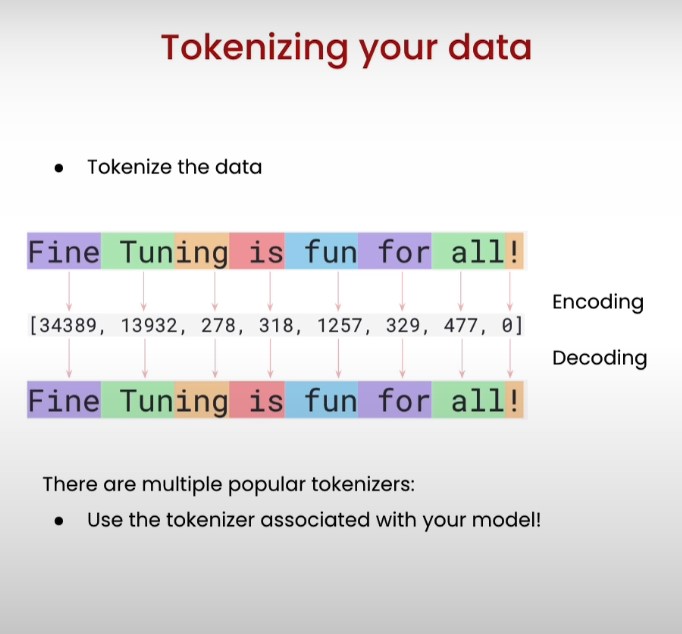 Tokenizing your data
● Tokenize the data
Fine Tuning is fun for all!
Encoding
[34389, 13932, 278, 318, 1257, 329, 477, 0]
Decoding
Fine Tuning is fun for all!
There are multiple popular tokenizers:
● Use the tokenizer associated with your model!